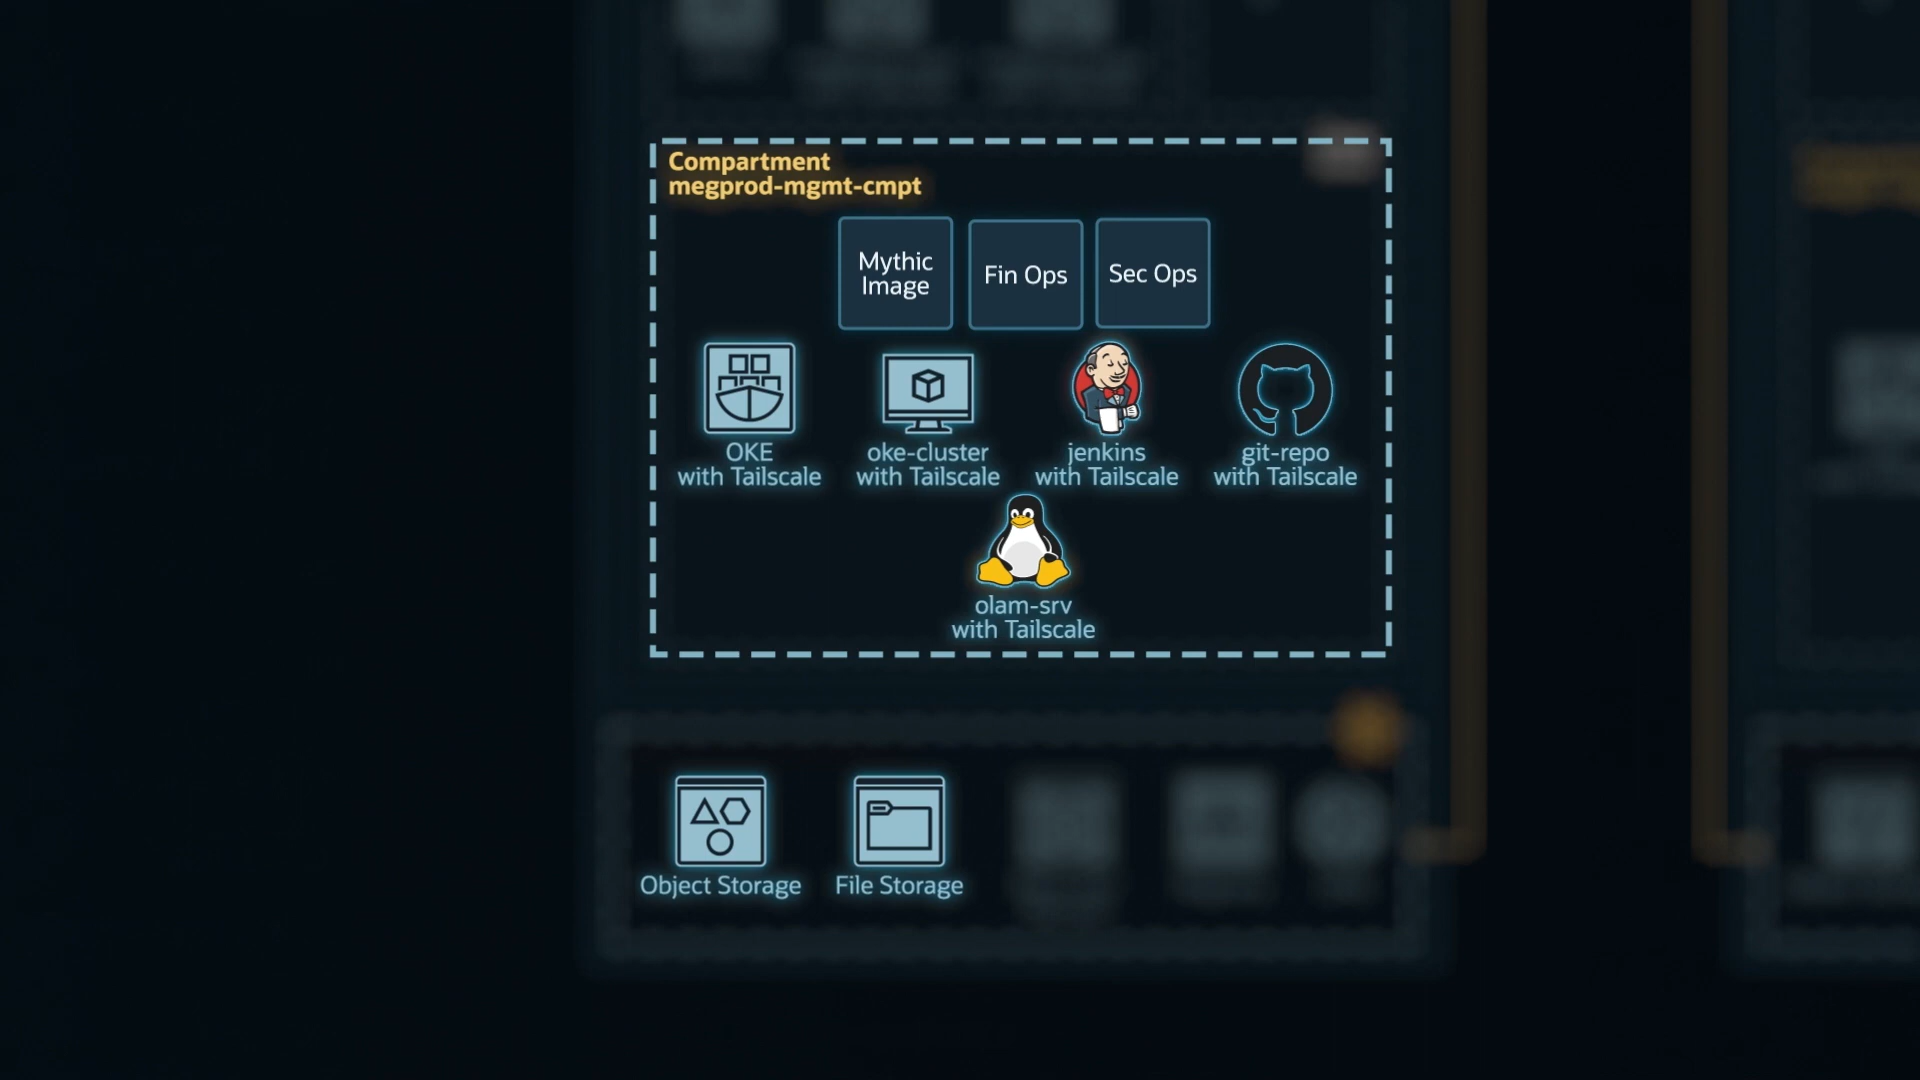 Compartment
megprod-mgmt-cmpt
Mythic
Image
Fin Ops
Sec Ops
OKE
with Tailscale
oke-cluster
with Tailscale
jenkins
with Tailscale
git-repo
with Tailscale
olam-srv
with Tailscale
Object Storage
File Storage